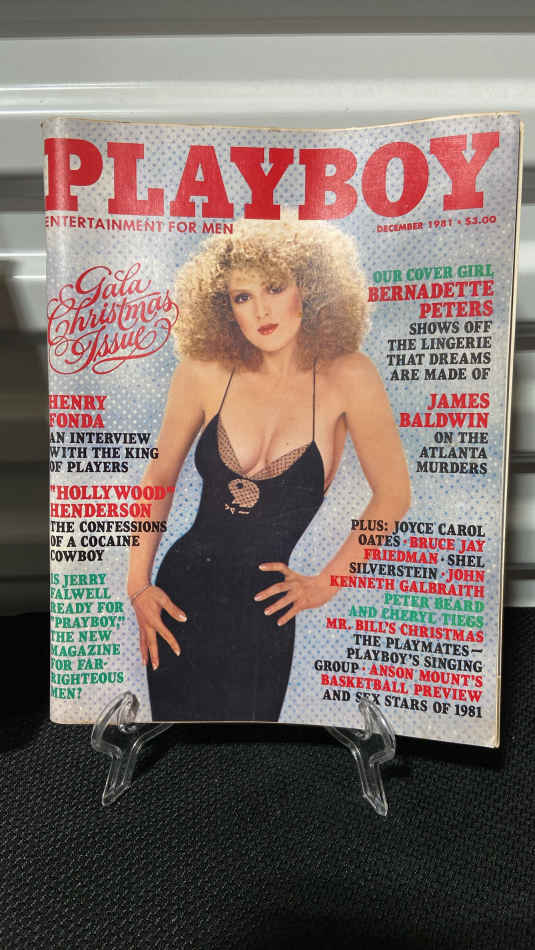 PLAYBOY
ENTERTAINMENT FOR MEN
DECEMBER 1981 • $3.00
Gala
Christmas
Issue
HENRY
FONDA
AN INTERVIEW
WITH THE KING
OF PLAYERS
"HOLLYWOOD"
HENDERSON
THE CONFESSIONS
OF A COCAINE
COWBOY
IS JERRY
FALWELL
READY FOR
"PRAYBOY,"
THE NEW
MAGAZINE
FOR FAR-
RIGHTEOUS
MEN?
OUR COVER GIRL
BERNADETTE
PETERS
SHOWS OFF
THE LINGERIE
THAT DREAMS
ARE MADE OF
JAMES
BALDWIN
ON THE
ATLANTA
MURDERS
PLUS: JOYCE CAROL
OATES • BRUCE JAY
FRIEDMAN • SHEL
SILVERSTEIN • JOHN
KENNETH GALBRAITH
PETER BEARD
AND CHERYL TIEGS
MR. BILL'S CHRISTMAS
THE PLAYMATES—
PLAYBOY'S SINGING
GROUP • ANSON MOUNT'S
BASKETBALL PREVIEW
AND SEX STARS OF 1981